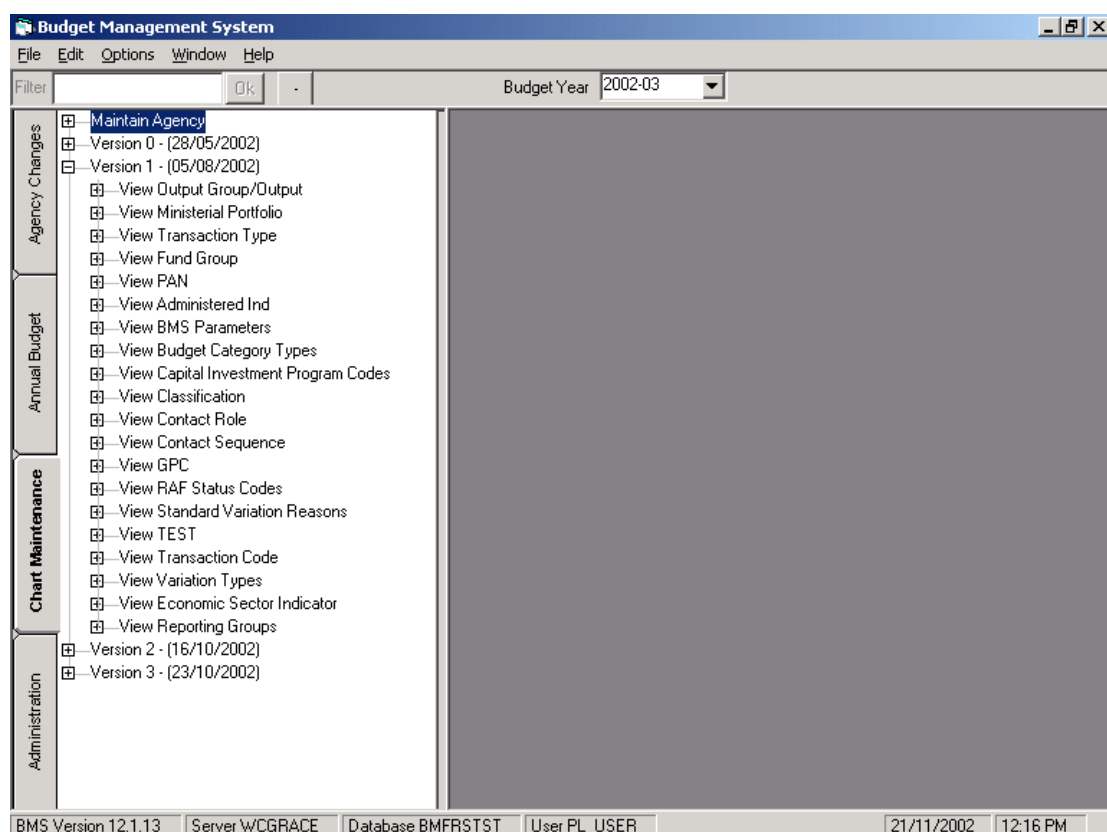 Budget Management System
File Edit Options Window Help
Filter Ok - Budget Year 2002-03
Agency Changes
Annual Budget
Chart Maintenance
Administration
Maintain Agency
Version 0 - (28/05/2002)
Version 1 - (05/08/2002)
View Output Group/Output
View Ministerial Portfolio
View Transaction Type
View Fund Group
View PAN
View Administered Ind
View BMS Parameters
View Budget Category Types
View Capital Investment Program Codes
View Classification
View Contact Role
View Contact Sequence
View GPC
View RAF Status Codes
View Standard Variation Reasons
View TEST
View Transaction Code
View Variation Types
View Economic Sector Indicator
View Reporting Groups
Version 2 - (16/10/2002)
Version 3 - (23/10/2002)
BMS Version 12.1.13 Server WCGRACE Database BMFRSTST User PL_USER 21/11/2002 12:16 PM